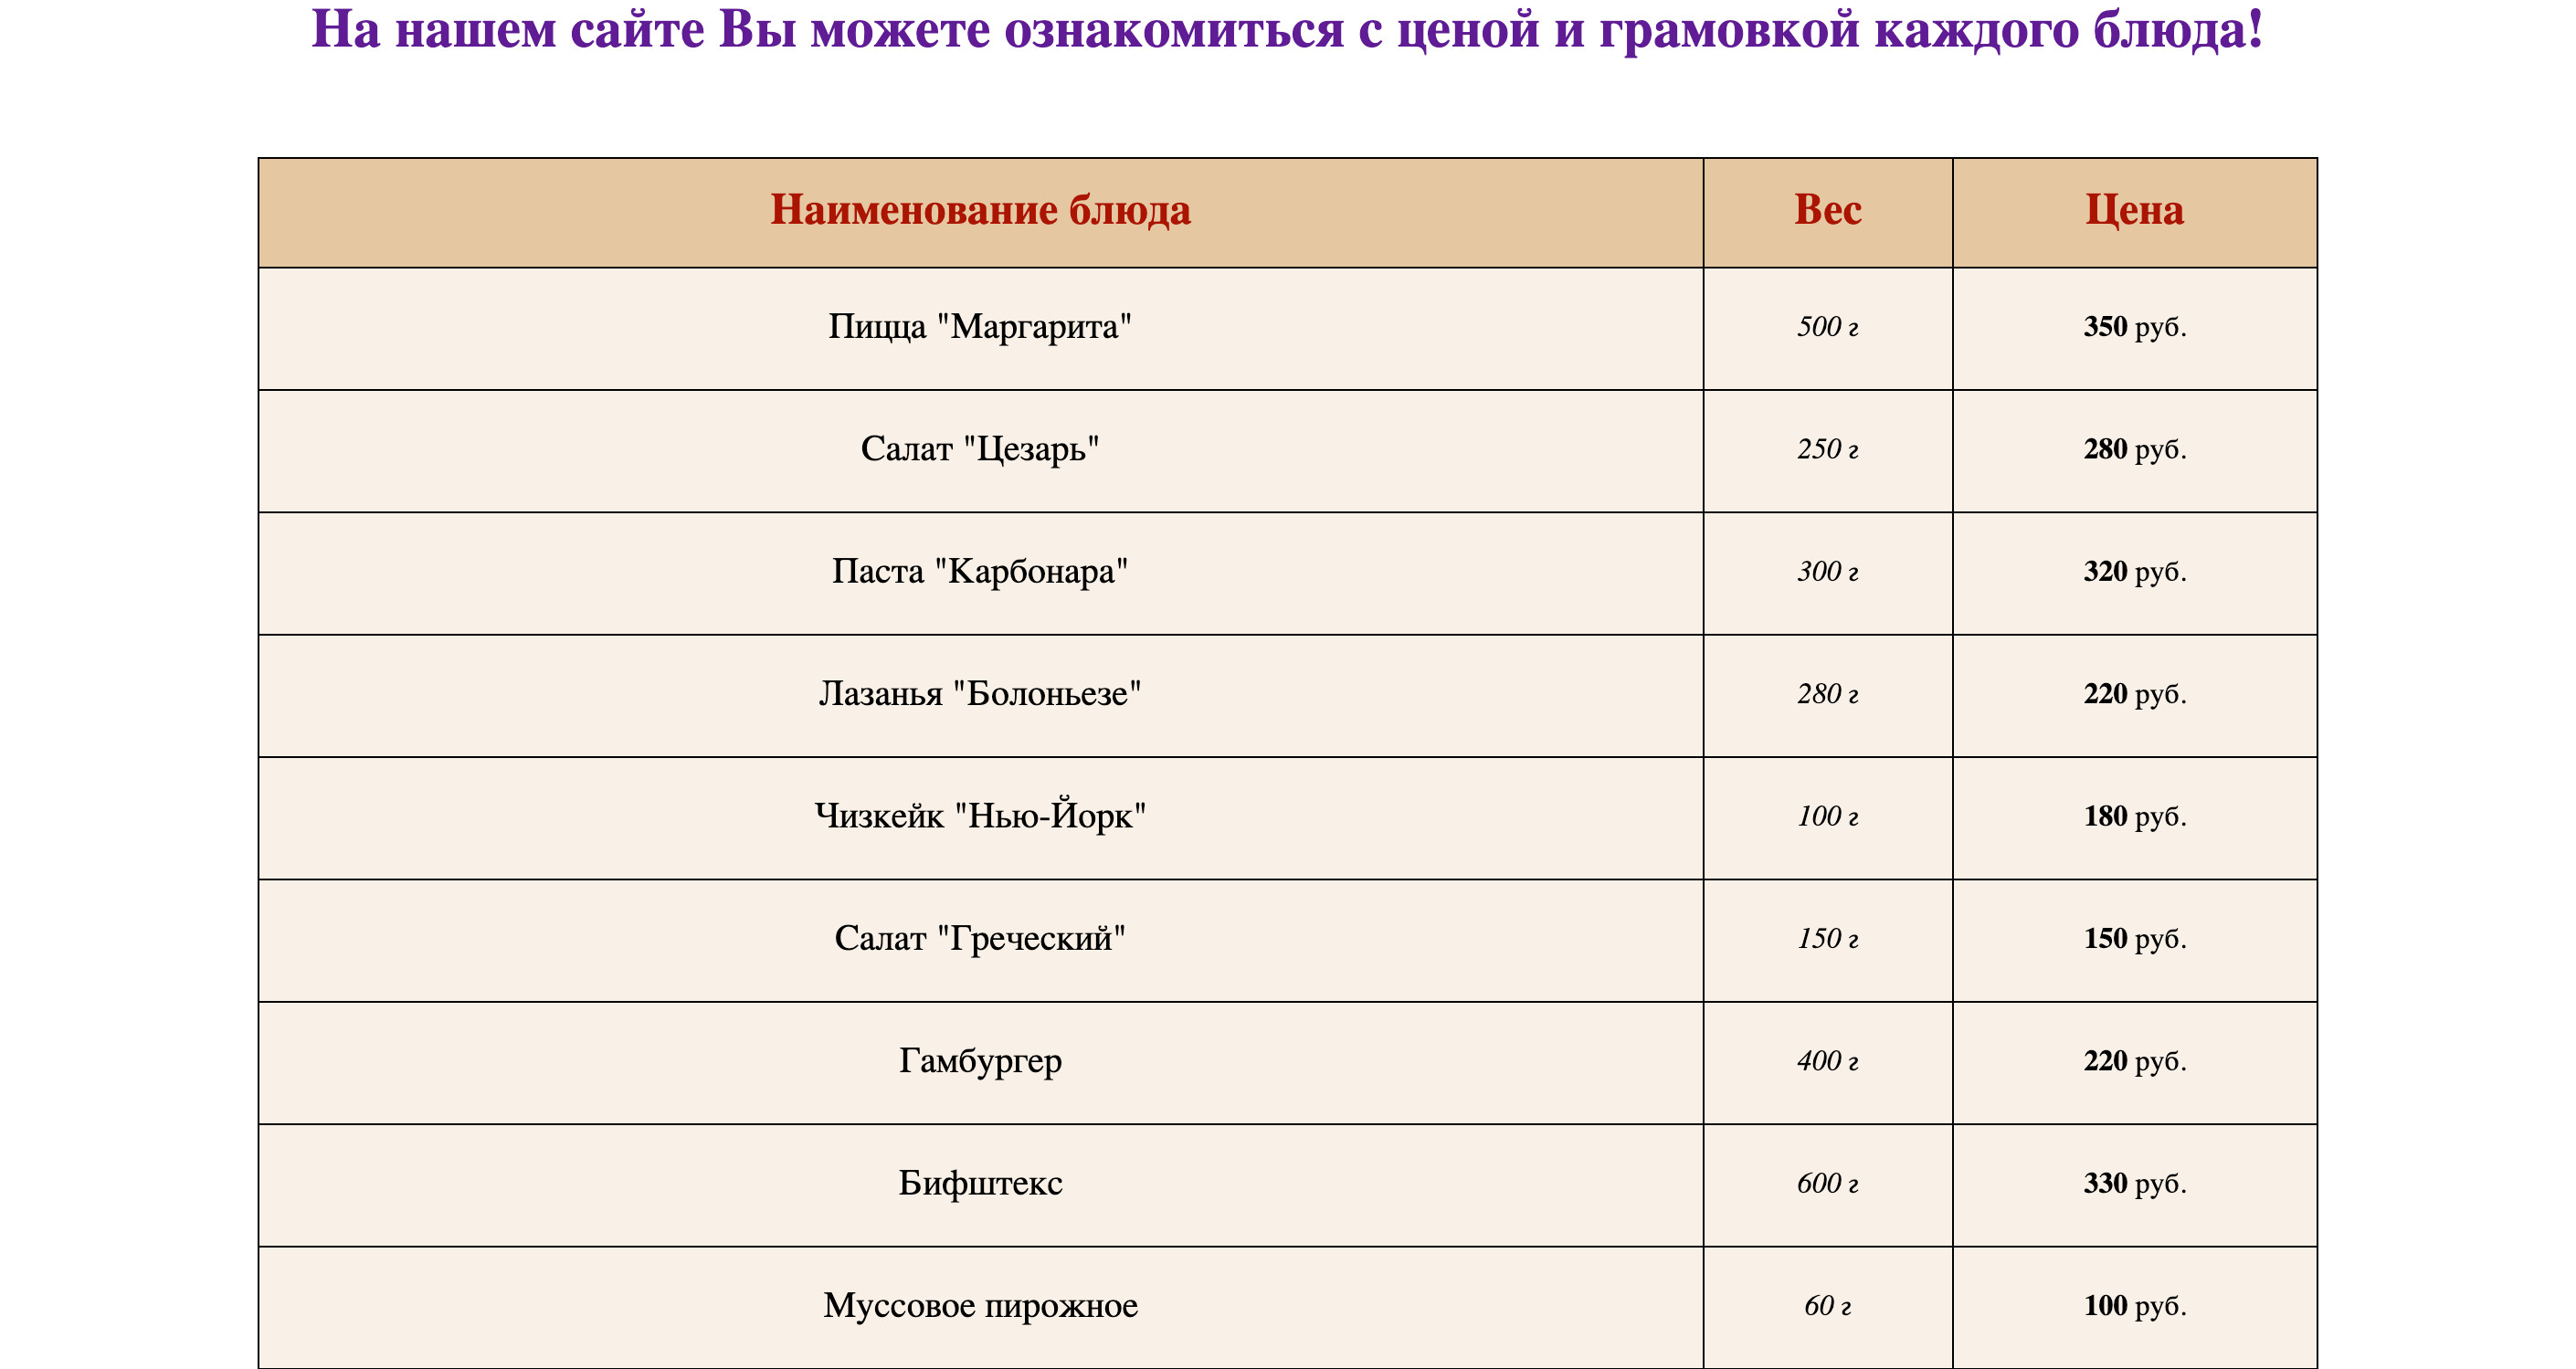 На нашем сайте Вы можете ознакомиться с ценой и грамовкой каждого блюда!
Наименование блюда Вес Цена
Пицца "Маргарита" 500 г 350 руб.
Салат "Цезарь" 250 г 280 руб.
Паста "Карбонара" 300 г 320 руб.
Лазанья "Болоньезе" 280 г 220 руб.
Чизкейк "Нью-Йорк" 100 г 180 руб.
Салат "Греческий" 150 г 150 руб.
Гамбургер 400 г 220 руб.
Бифштекс 600 г 330 руб.
Муссовое пирожное 60 г 100 руб.